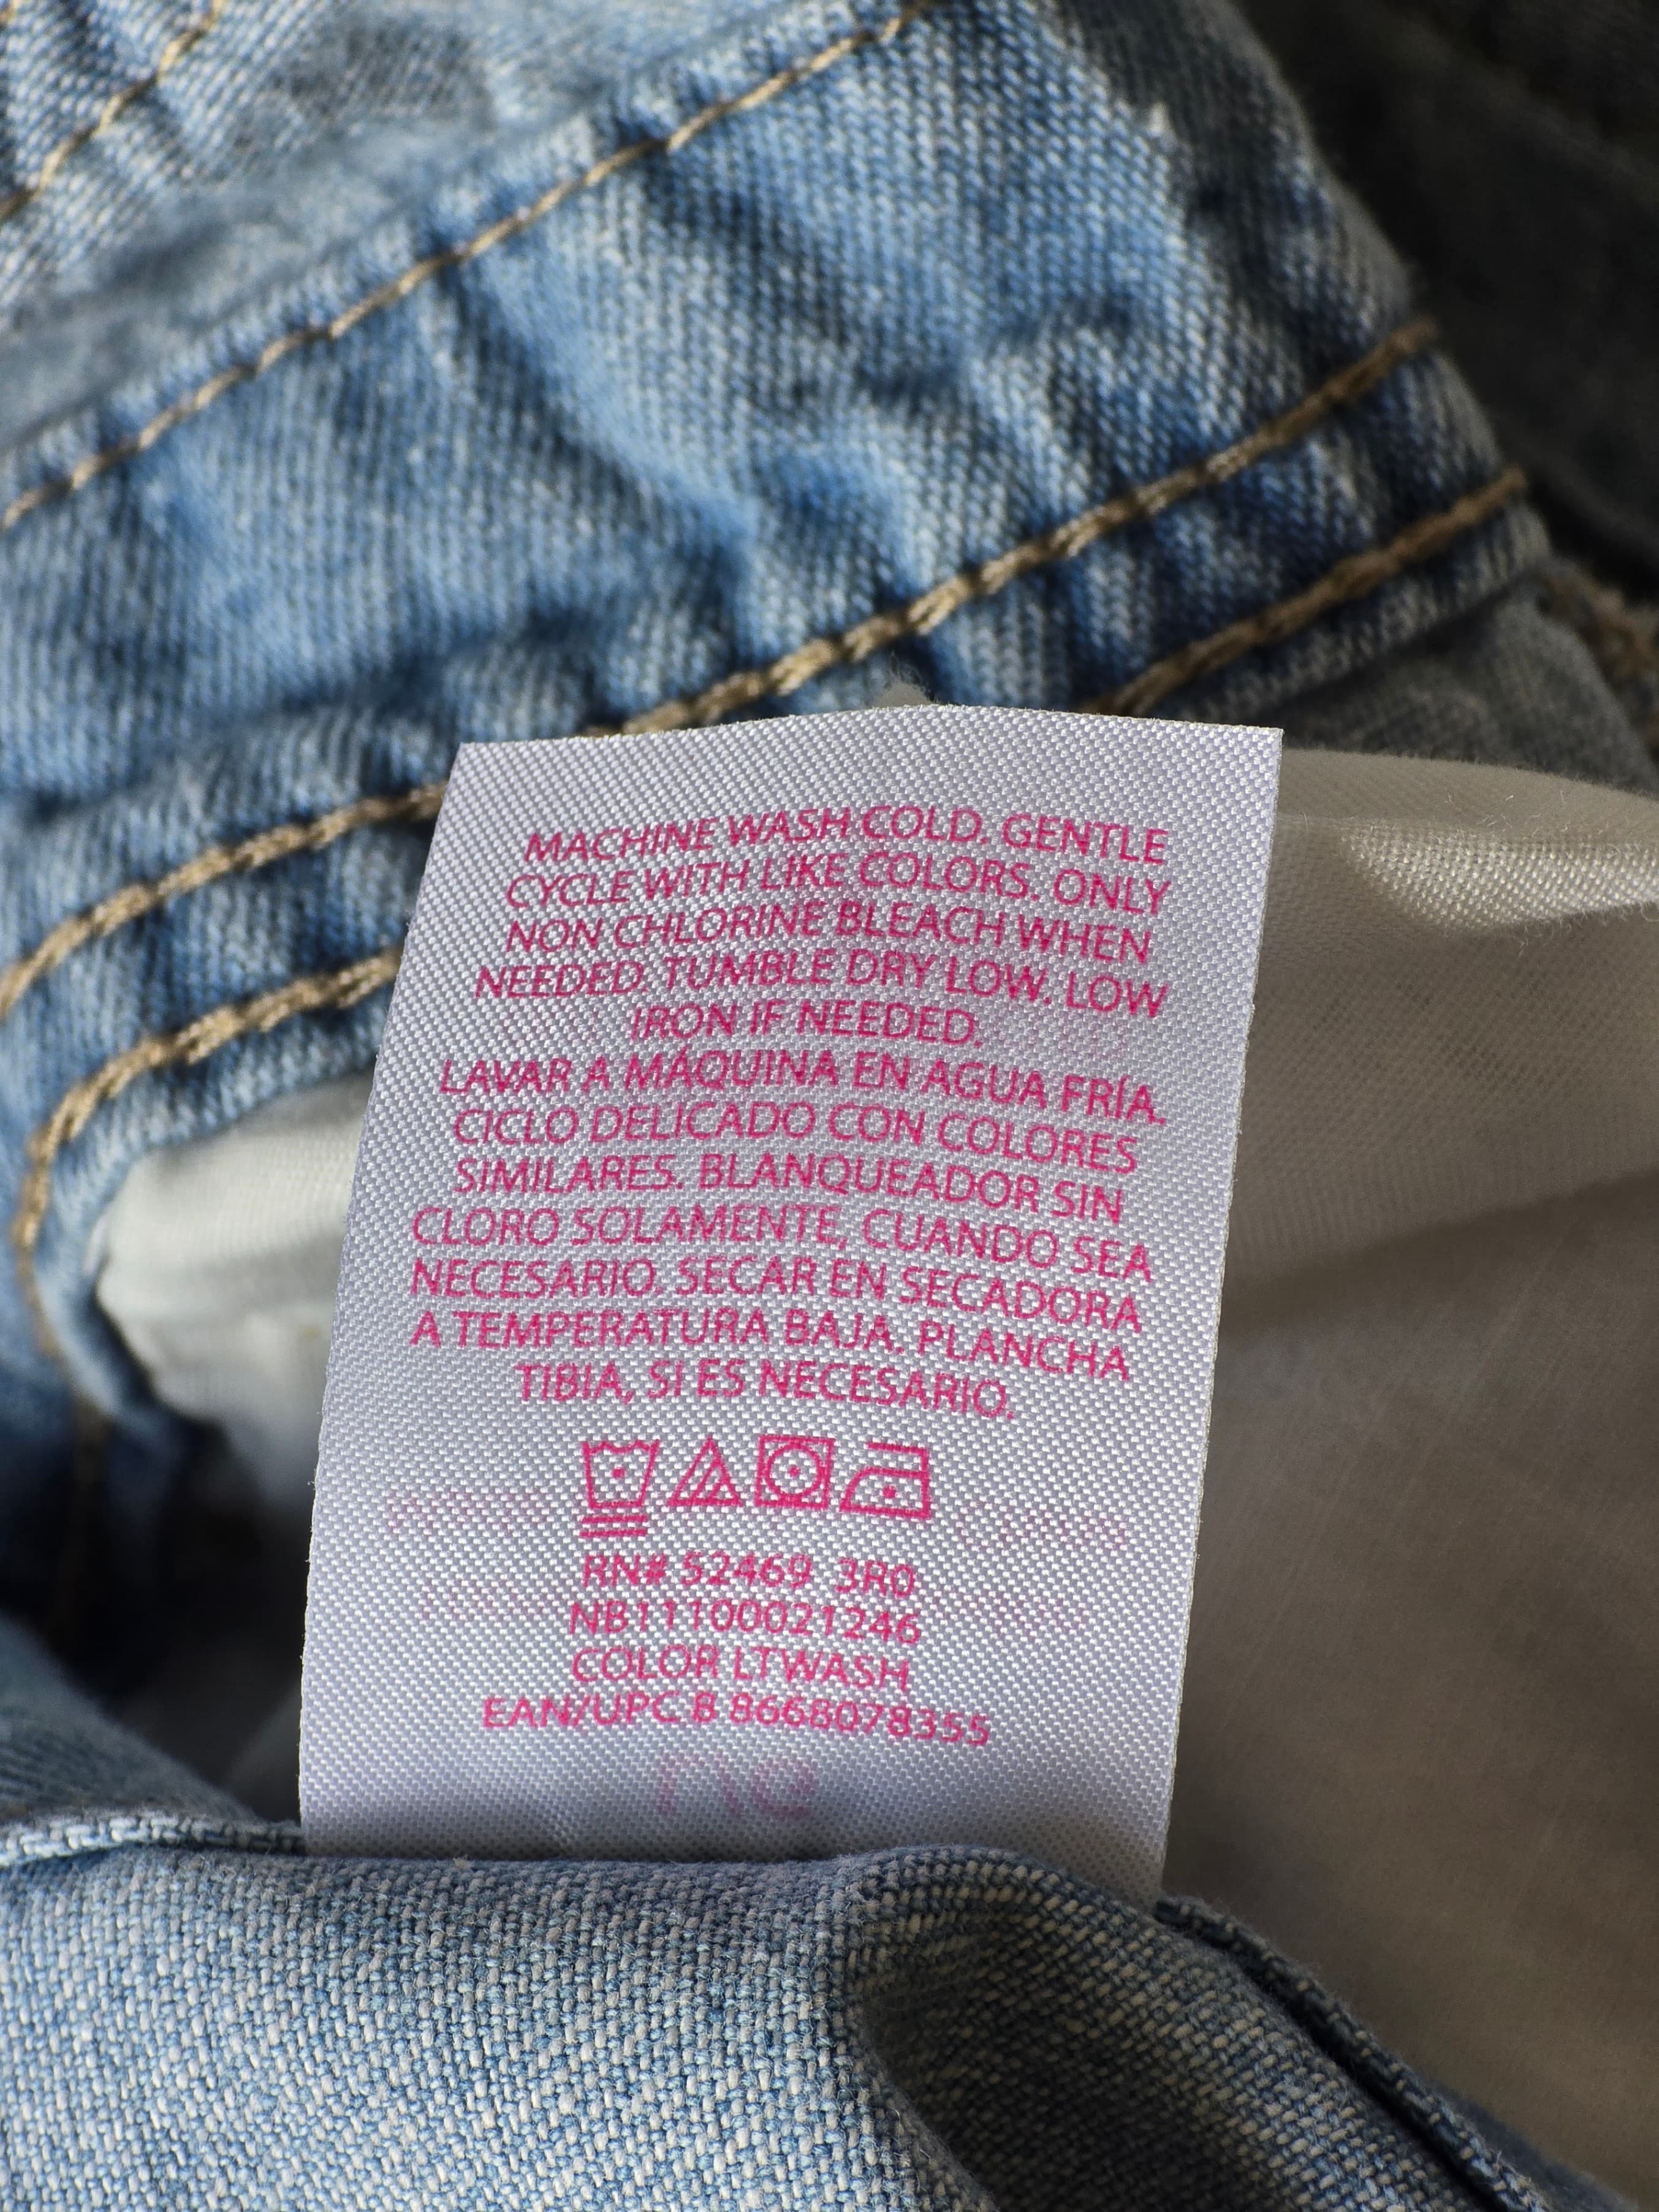 MACHINE WASH COLD. GENTLE
CYCLE WITH LIKE COLORS. ONLY
NON CHLORINE BLEACH WHEN
NEEDED. TUMBLE DRY LOW. LOW
IRON IF NEEDED.
LAVAR A MÁQUINA EN AGUA FRÍA.
CICLO DELICADO CON COLORES
SIMILARES. BLANQUEADOR SIN
CLORO SOLAMENTE, CUANDO SEA
NECESARIO. SECAR EN SECADORA
A TEMPERATURA BAJA. PLANCHA
TIBIA, SI ES NECESARIO.
RN# 52469 3R0
NB11100021246
COLOR LTWASH
EAN/UPC 8 8668078355